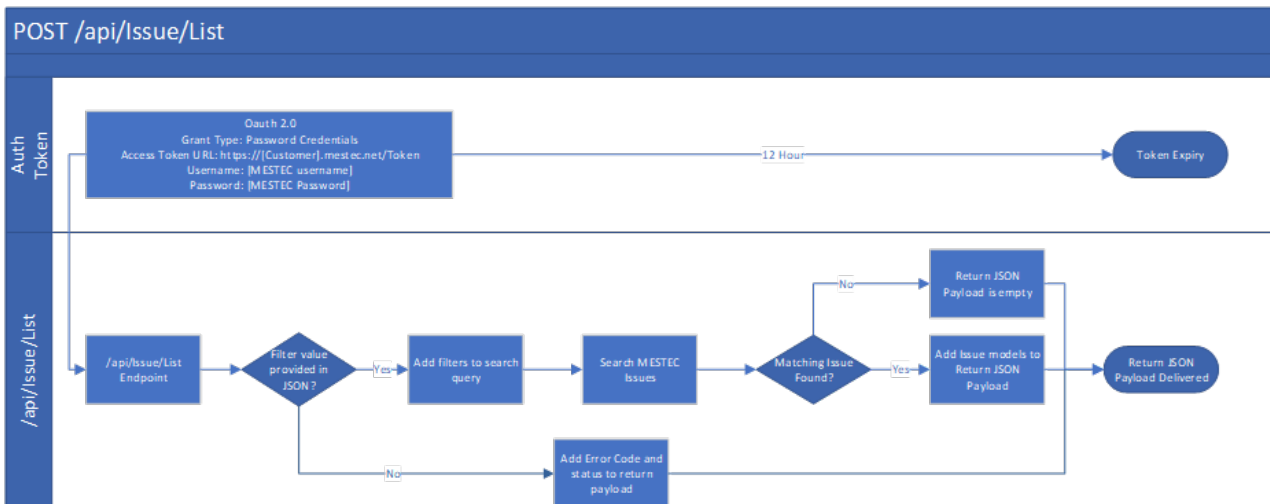 POST /api/Issue/List
Auth
Token
Oauth 2.0
Grant Type: Password Credentials
Access Token URL: https://[Customer].mestec.net/Token
Username: [MESTEC username]
Password: [MESTEC Password]
12 Hour
Token Expiry
/api/Issue/List
/api/Issue/List
Endpoint
Filter value
provided in
JSON?
Yes
Add filters to search
query
Search MESTEC
Issues
Matching Issue
Found?
No
Return JSON
Payload is empty
Yes
Add Issue models to
Return JSON
Payload
Return JSON
Payload Delivered
No
Add Error Code and
status to return
payload